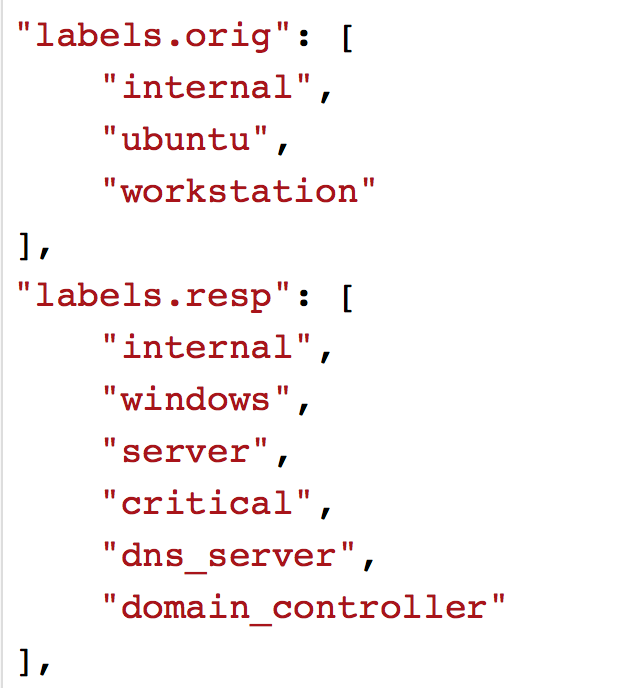 "labels.orig": [
    "internal",
    "ubuntu",
    "workstation"
],
"labels.resp": [
    "internal",
    "windows",
    "server",
    "critical",
    "dns_server",
    "domain_controller"
],